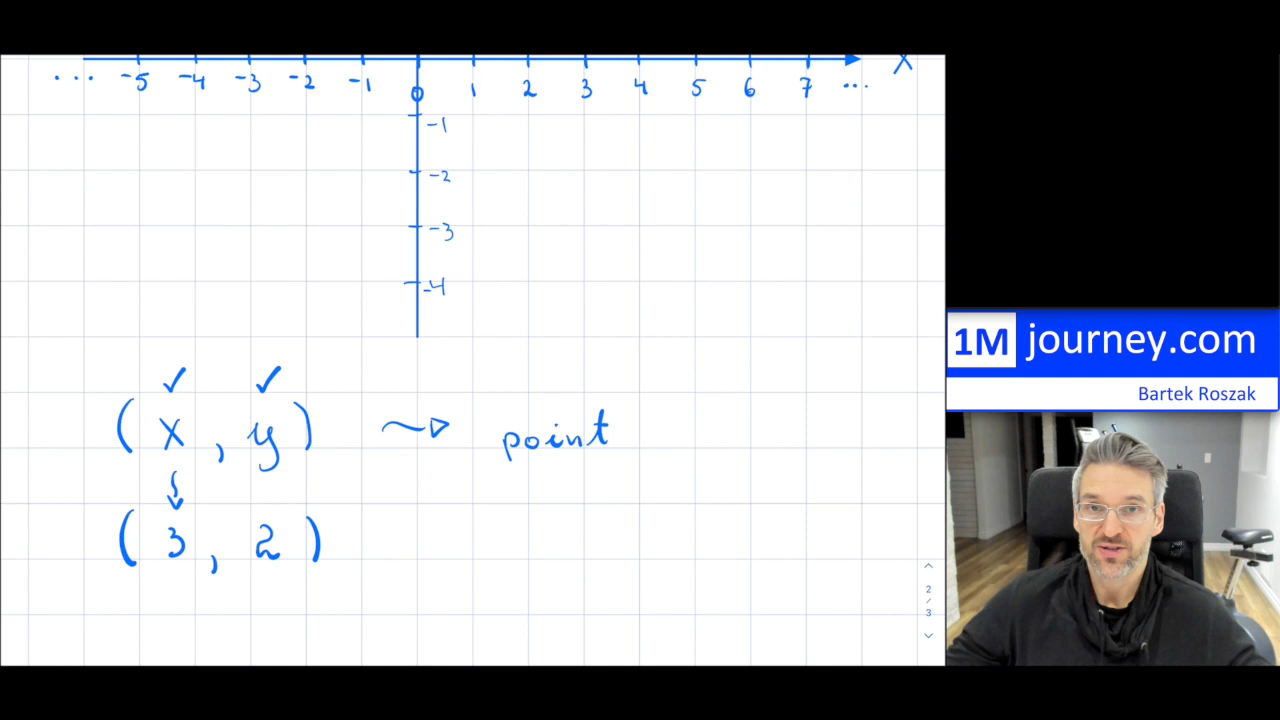 ... -5 -4 -3 -2 -1 0 1 2 3 4 5 6 7 ... X
-1
-2
-3
-4
✓ ✓
(x, y) → point
↓
(3, 2)
1M journey.com
Bartek Roszak
2
/
3